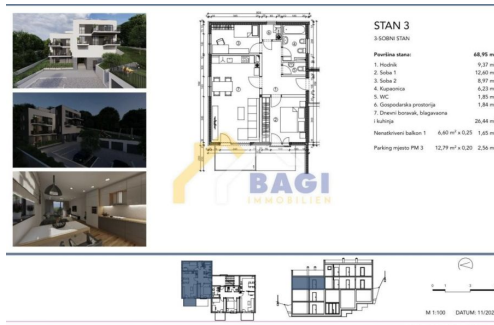 STAN 3
3-SOBNI STAN
Površina stana: 68,95 m
1. Hodnik 9,37 m
2. Soba 1 12,60 m
3. Soba 2 8,97 m
4. Kupaonica 6,23 m
5. WC 1,85 m
6. Gospodarska prostorija 1,84 m
7. Dnevni boravak, blagavaona
i kuhinja 26,44 m
Nenatkriveni balkon 1 6,60 m² x 0,25 1,65 m
Parking mjesto PM 3 12,79 m² x 0,20 2,56 m
BAGI
IMMOBILIEN
M 1:100 DATUM: 11/202